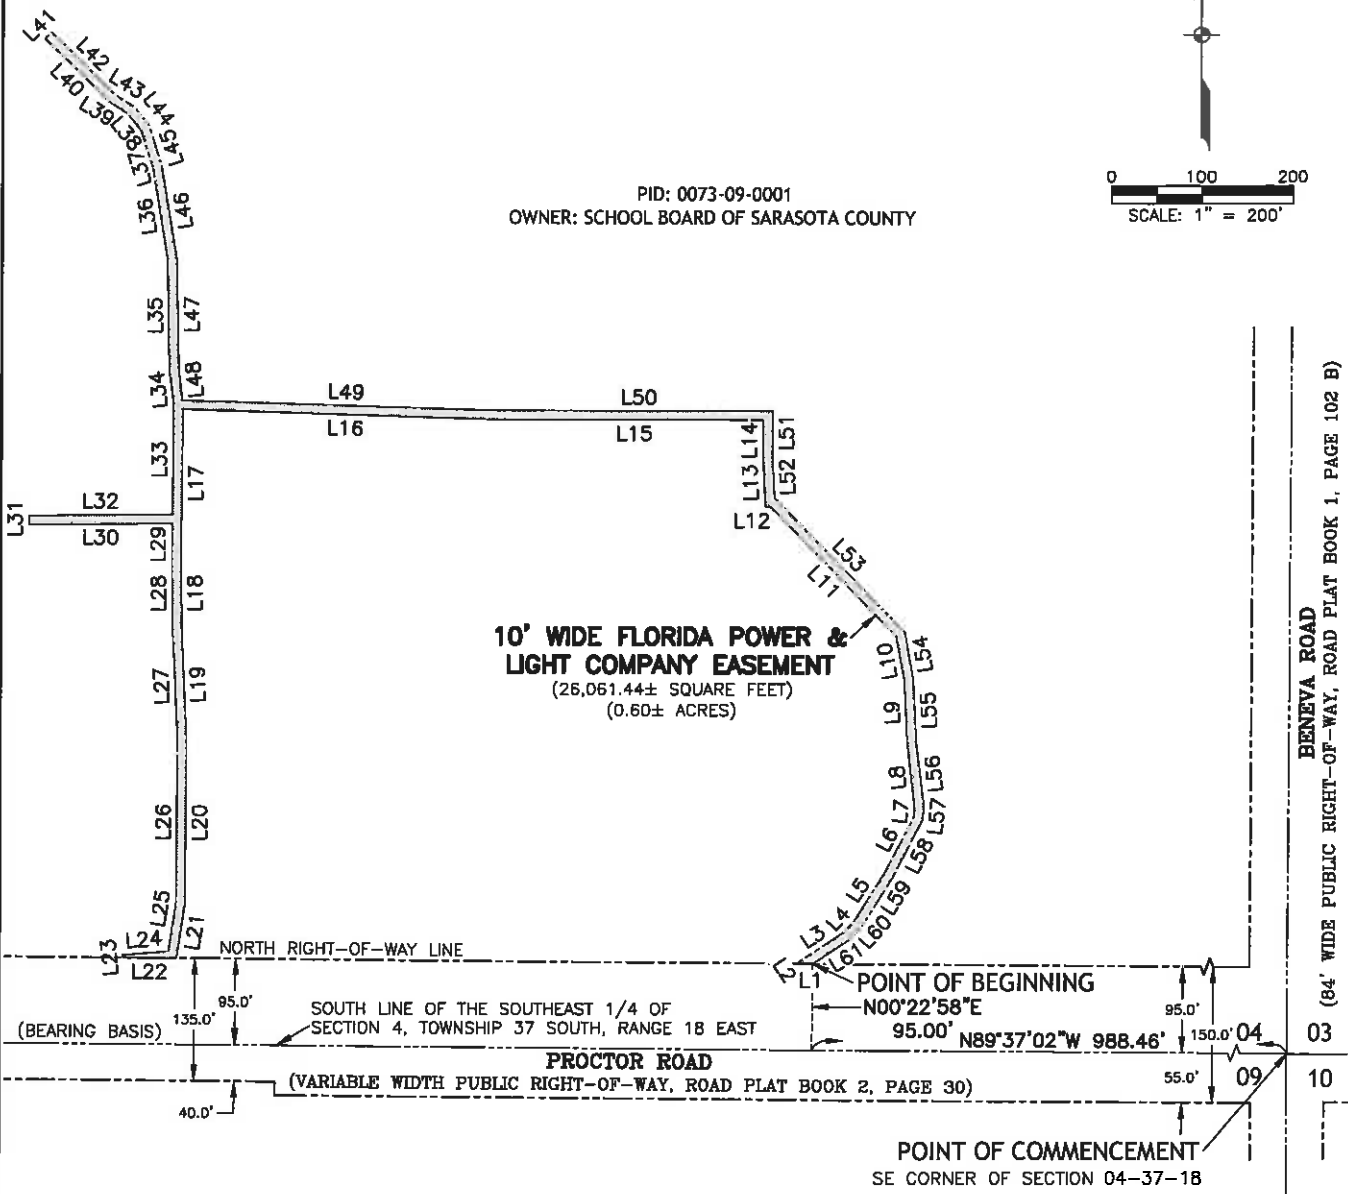 L41
L42
L40
L43
L39
L44
L38
L45
L37
L36
L46
PID: 0073-09-0001
OWNER: SCHOOL BOARD OF SARASOTA COUNTY
0 100 200
SCALE: 1" = 200'
L35
L47
L34
L48
L49
L16
L50
L15
L14
L51
L13
L52
L12
L33
L17
L32
L31
L30
L29
L28
L18
L53
L11
10' WIDE FLORIDA POWER &
LIGHT COMPANY EASEMENT
(26,061.44± SQUARE FEET)
(0.60± ACRES)
L10
L54
L27
L19
L9
L55
L8
L56
L7
L57
L26
L20
L6
L58
L5
L59
L25
L4
L60
L3
L61
L24
L23
L22
L21
L2
L1
NORTH RIGHT-OF-WAY LINE
POINT OF BEGINNING
N00°22'58"E
95.00'
N89°37'02"W 988.46'
95.0'
135.0'
(BEARING BASIS)
SOUTH LINE OF THE SOUTHEAST 1/4 OF
SECTION 4, TOWNSHIP 37 SOUTH, RANGE 18 EAST
PROCTOR ROAD
(VARIABLE WIDTH PUBLIC RIGHT-OF-WAY, ROAD PLAT BOOK 2, PAGE 30)
40.0'
95.0'
150.0'
55.0'
04 03
09 10
BENEVA ROAD
(84' WIDE PUBLIC RIGHT-OF-WAY, ROAD PLAT BOOK 1, PAGE 102 B)
POINT OF COMMENCEMENT
SE CORNER OF SECTION 04-37-18